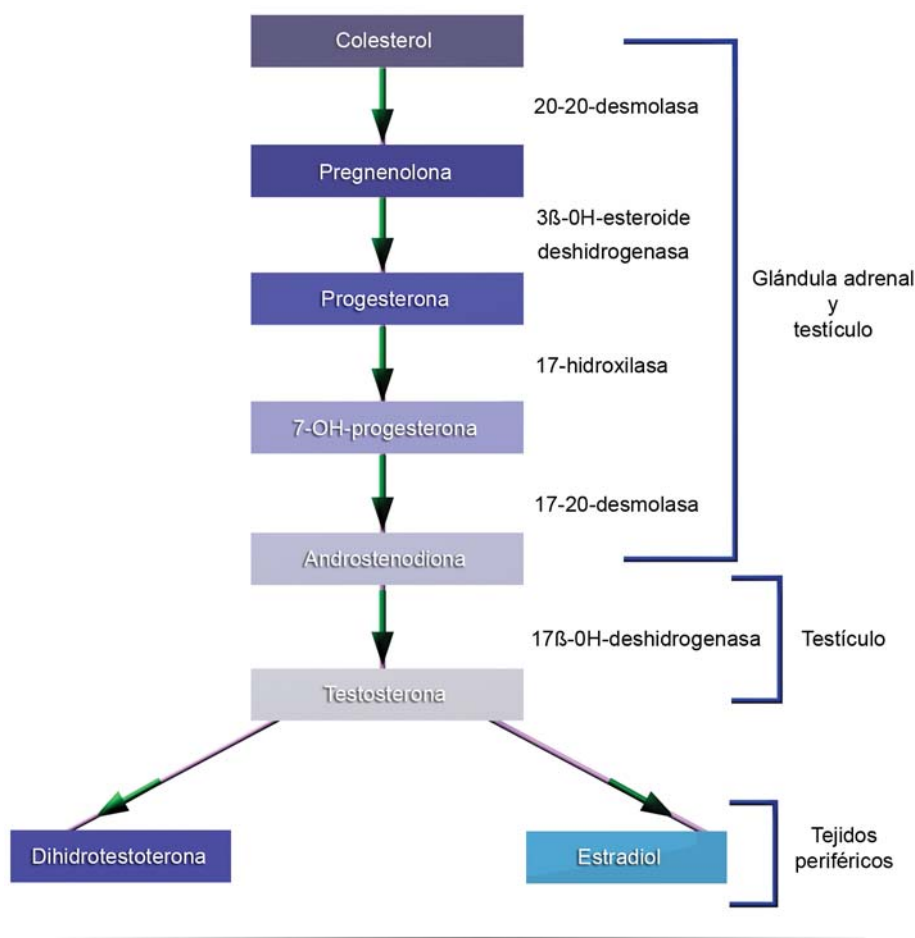 Colesterol
20-20-desmolasa
Pregnenolona
3ß-0H-esteroide
deshidrogenasa
Glándula adrenal
y
testículo
Progesterona
17-hidroxilasa
7-OH-progesterona
17-20-desmolasa
Androstenodiona
17ß-0H-deshidrogenasa
Testículo
Testosterona
Dihidrotestoterona
Estradiol
Tejidos
periféricos